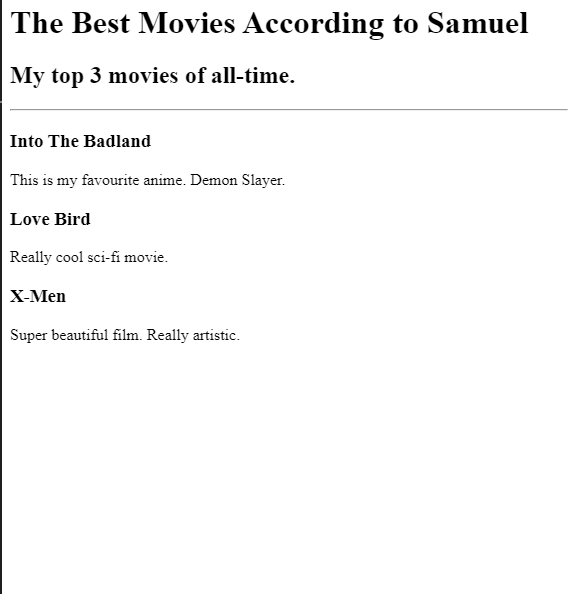 The Best Movies According to Samuel
My top 3 movies of all-time.
Into The Badland
This is my favourite anime. Demon Slayer.
Love Bird
Really cool sci-fi movie.
X-Men
Super beautiful film. Really artistic.